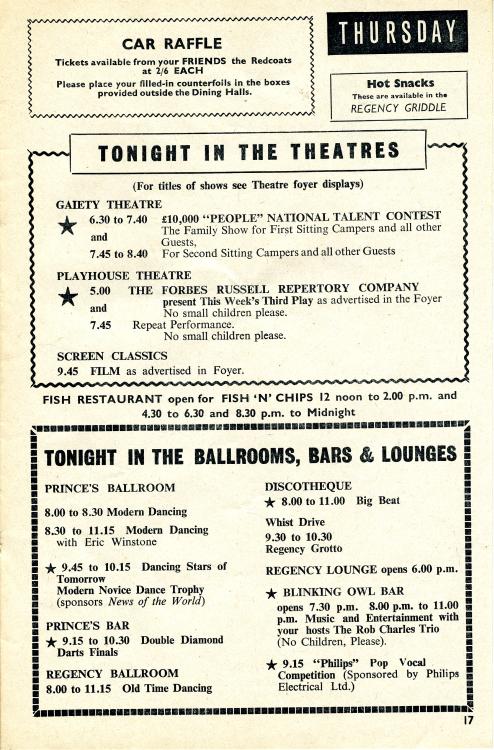 CAR RAFFLE
Tickets available from your FRIENDS the Redcoats
at 2/6 EACH
Please place your filled-in counterfoils in the boxes
provided outside the Dining Halls.
THURSDAY
Hot Snacks
These are available in the
REGENCY GRIDDLE
TONIGHT IN THE THEATRES
(For titles of shows see Theatre foyer displays)
GAIETY THEATRE
★ 6.30 to 7.40 £10,000 "PEOPLE" NATIONAL TALENT CONTEST
The Family Show for First Sitting Campers and all other
and Guests,
7.45 to 8.40 For Second Sitting Campers and all other Guests
PLAYHOUSE THEATRE
★ 5.00 THE FORBES RUSSELL REPERTORY COMPANY
present This Week's Third Play as advertised in the Foyer
and No small children please.
7.45 Repeat Performance.
No small children please.
SCREEN CLASSICS
9.45 FILM as advertised in Foyer.
FISH RESTAURANT open for FISH 'N' CHIPS 12 noon to 2.00 p.m. and
4.30 to 6.30 and 8.30 p.m. to Midnight
TONIGHT IN THE BALLROOMS, BARS & LOUNGES
PRINCE'S BALLROOM
8.00 to 8.30 Modern Dancing
8.30 to 11.15 Modern Dancing
with Eric Winstone
★ 9.45 to 10.15 Dancing Stars of
Tomorrow
Modern Novice Dance Trophy
(sponsors News of the World)
PRINCE'S BAR
★ 9.15 to 10.30 Double Diamond
Darts Finals
REGENCY BALLROOM
8.00 to 11.15 Old Time Dancing
DISCOTHEQUE
★ 8.00 to 11.00 Big Beat
Whist Drive
9.30 to 10.30
Regency Grotto
REGENCY LOUNGE opens 6.00 p.m.
★ BLINKING OWL BAR
opens 7.30 p.m. 8.00 p.m. to 11.00
p.m. Music and Entertainment with
your hosts The Rob Charles Trio
(No Children, Please).
★ 9.15 "Philips" Pop Vocal
Competition (Sponsored by Philips
Electrical Ltd.)
17